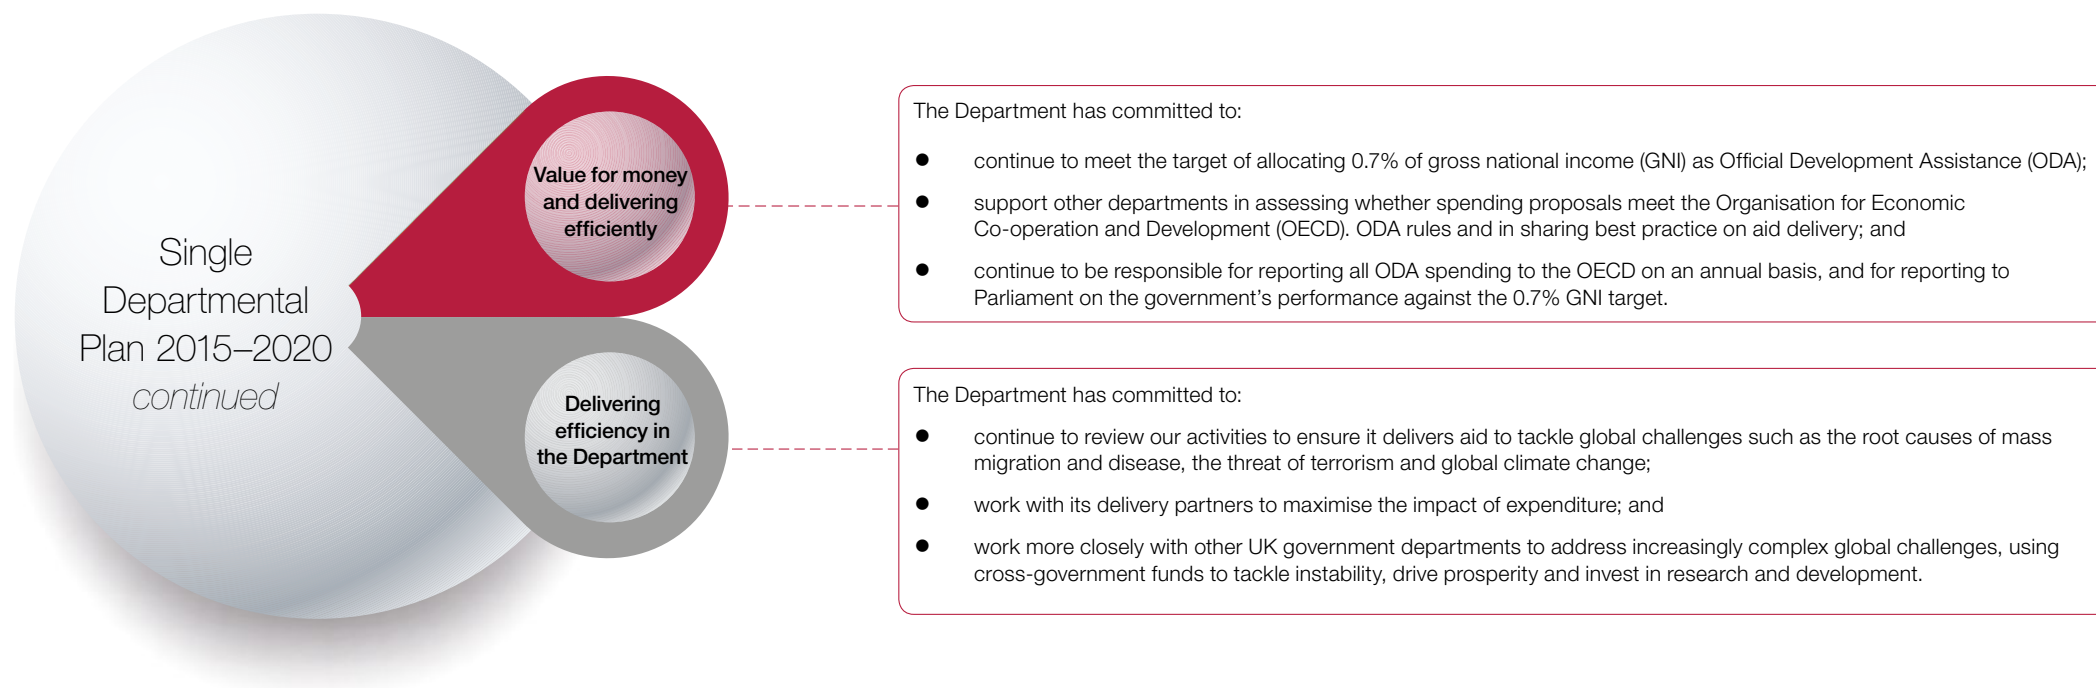 Single
Departmental
Plan 2015–2020
continued
Value for money
and delivering
efficiently
The Department has committed to:
● continue to meet the target of allocating 0.7% of gross national income (GNI) as Official Development Assistance (ODA);
● support other departments in assessing whether spending proposals meet the Organisation for Economic
Co-operation and Development (OECD). ODA rules and in sharing best practice on aid delivery; and
● continue to be responsible for reporting all ODA spending to the OECD on an annual basis, and for reporting to
Parliament on the government’s performance against the 0.7% GNI target.
Delivering
efficiency in
the Department
The Department has committed to:
● continue to review our activities to ensure it delivers aid to tackle global challenges such as the root causes of mass
migration and disease, the threat of terrorism and global climate change;
● work with its delivery partners to maximise the impact of expenditure; and
● work more closely with other UK government departments to address increasingly complex global challenges, using
cross-government funds to tackle instability, drive prosperity and invest in research and development.